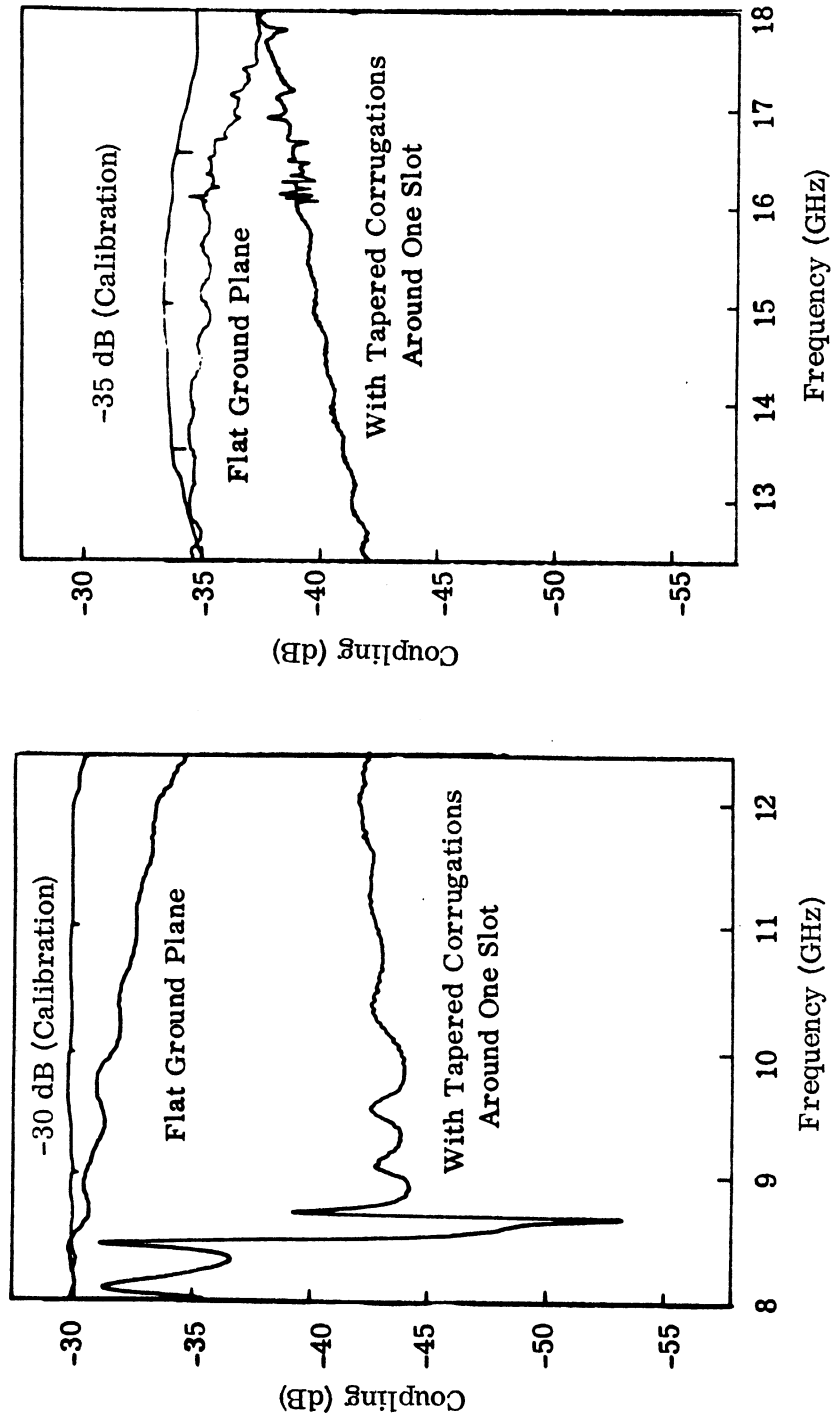 Coupling (dB)
-30
-35
-40
-45
-50
-55
-30 dB (Calibration)
Flat Ground Plane
With Tapered Corrugations
Around One Slot
8
9
10
11
12
Frequency (GHz)
Coupling (dB)
-30
-35
-40
-45
-50
-55
-35 dB (Calibration)
Flat Ground Plane
With Tapered Corrugations
Around One Slot
13
14
15
16
17
18
Frequency (GHz)